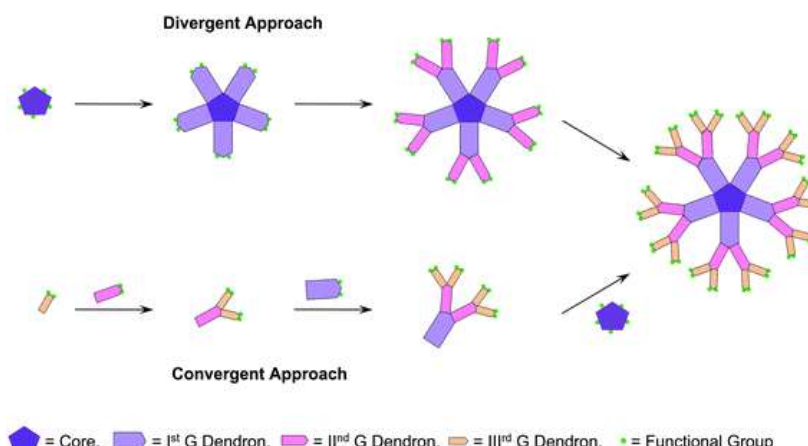 Divergent Approach
Convergent Approach
= Core, = Ist G Dendron, = IInd G Dendron, = IIIrd G Dendron, = Functional Group